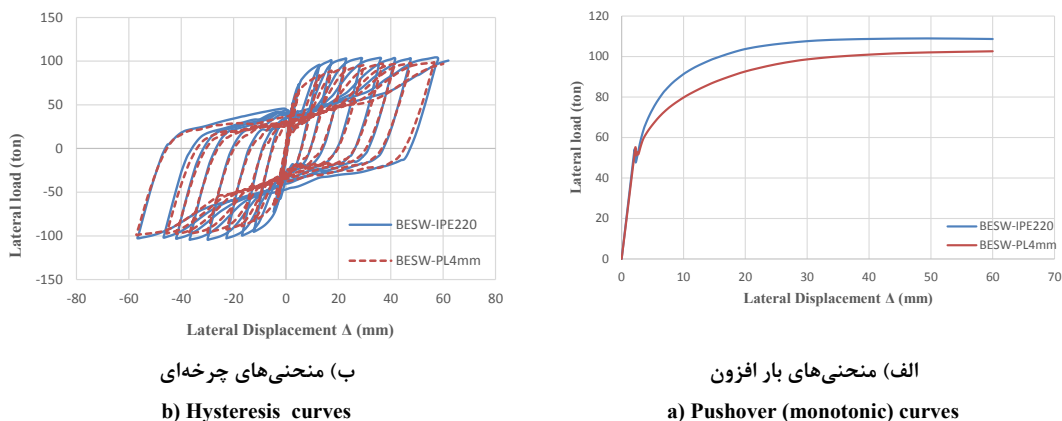 150
100
50
0
-50
-100
-150
-80 -60 -40 -20 0 20 40 60 80
Lateral load (ton)
Lateral Displacement Δ (mm)
BESW-IPE220
BESW-PL4mm
ب) منحنی‌های چرخه‌ای
b) Hysteresis curves
120
100
80
60
40
20
0
0 10 20 30 40 50 60 70
Lateral load (ton)
Lateral Displacement Δ (mm)
BESW-IPE220
BESW-PL4mm
الف) منحنی‌های بار افزون
a) Pushover (monotonic) curves